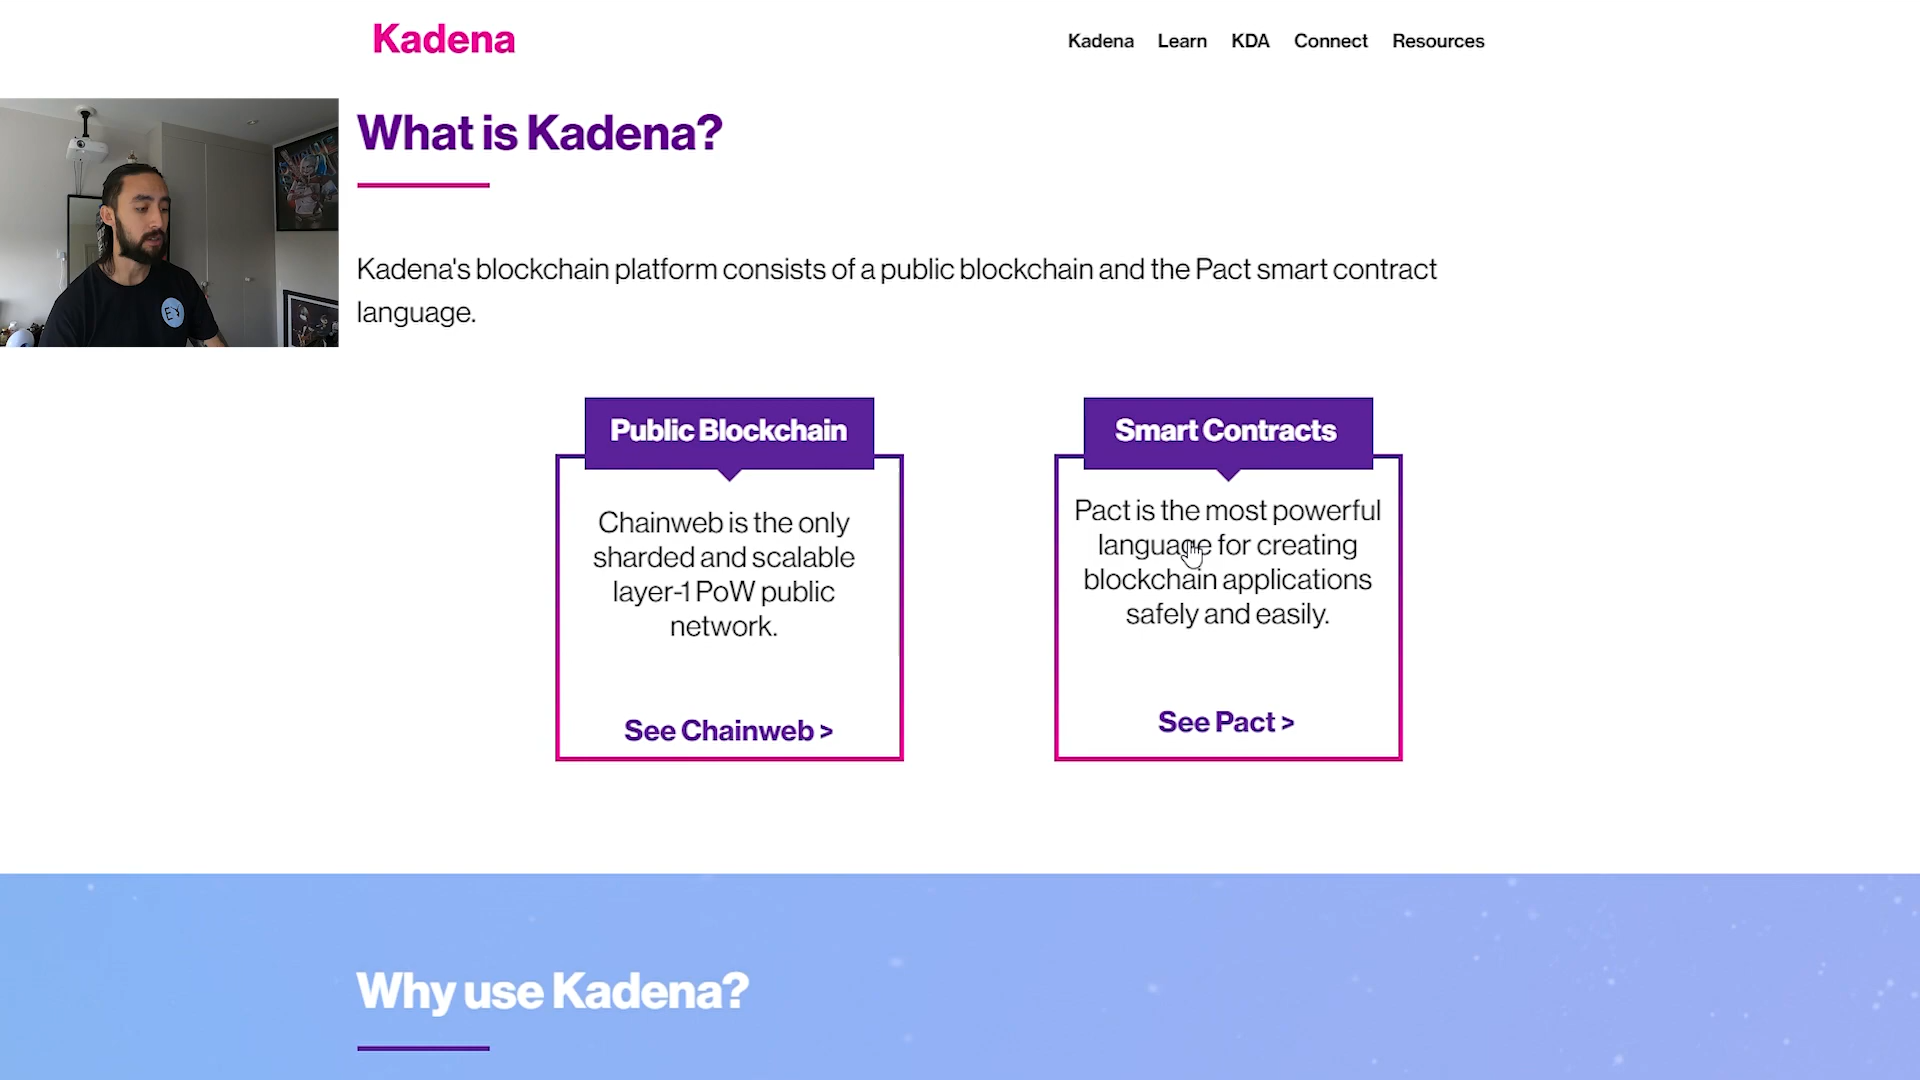 Kadena
Kadena Learn KDA Connect Resources
What is Kadena?
Kadena's blockchain platform consists of a public blockchain and the Pact smart contract
language.
Public Blockchain
Chainweb is the only
sharded and scalable
layer-1 PoW public
network.
See Chainweb >
Smart Contracts
Pact is the most powerful
language for creating
blockchain applications
safely and easily.
See Pact >
Why use Kadena?